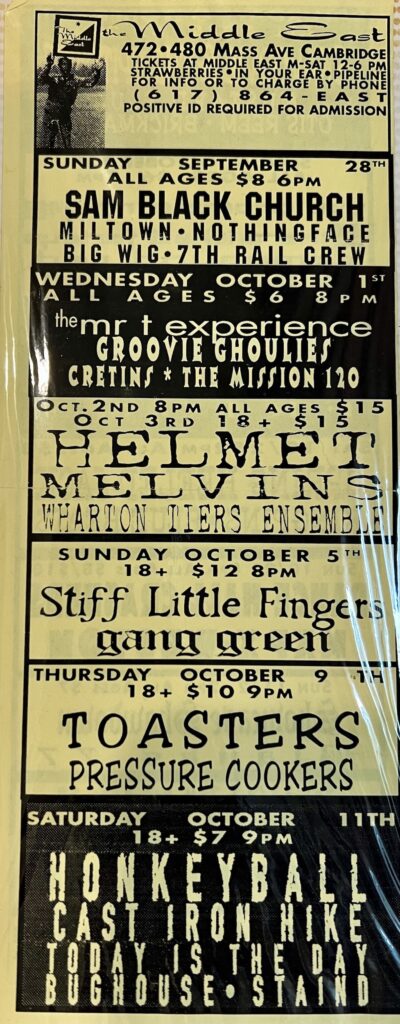 The Middle East
the Middle East
472•480 MASS AVE CAMBRIDGE
TICKETS AT MIDDLE EAST M-SAT 12-6 PM
STRAWBERRIES • IN YOUR EAR • PIPELINE
FOR INFO OR TO CHARGE BY PHONE
(617) 864-EAST
POSITIVE ID REQUIRED FOR ADMISSION
SUNDAY SEPTEMBER 28TH
ALL AGES $8 6PM
SAM BLACK CHURCH
MILTOWN • NOTHINGFACE
BIG WIG • 7TH RAIL CREW
WEDNESDAY OCTOBER 1ST
ALL AGES $6 8PM
the mr t experience
GROOVIE GHOULIES
CRETINS * THE MISSION 120
OCT. 2ND 8PM ALL AGES $15
OCT 3RD 18+ $15
HELMET
MELVINS
WHARTON TIERS ENSEMBLE
SUNDAY OCTOBER 5TH
18+ $12 8PM
Stiff Little Fingers
gang green
THURSDAY OCTOBER 9TH
18+ $10 9PM
TOASTERS
PRESSURE COOKERS
SATURDAY OCTOBER 11TH
18+ $7 9PM
HONKEYBALL
CAST IRON HIKE
TODAY IS THE DAY
BUGHOUSE • STAIND